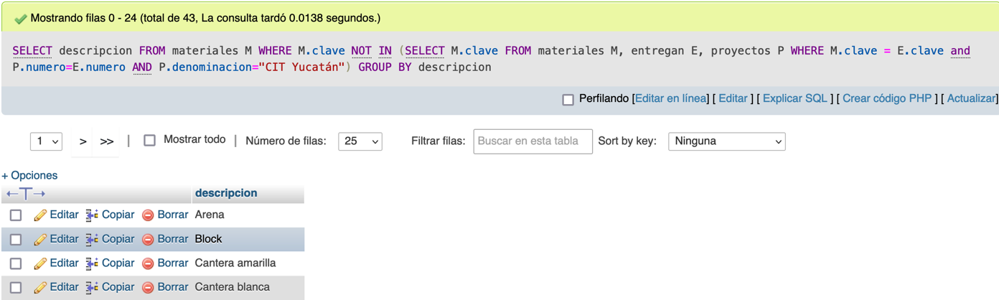 Mostrando filas 0 - 24 (total de 43, La consulta tardó 0.0138 segundos.)
SELECT descripcion FROM materiales M WHERE M.clave NOT IN (SELECT M.clave FROM materiales M, entregan E, proyectos P WHERE M.clave = E.clave and
P.numero=E.numero AND P.denominacion="CIT Yucatán") GROUP BY descripcion
Perfilando [Editar en línea] [ Editar ] [ Explicar SQL ] [ Crear código PHP ] [ Actualizar]
1 > >> | Mostrar todo | Número de filas: 25 Filtrar filas: Buscar en esta tabla Sort by key: Ninguna
+ Opciones
←T→ descripcion
Editar Copiar Borrar Arena
Editar Copiar Borrar Block
Editar Copiar Borrar Cantera amarilla
Editar Copiar Borrar Cantera blanca